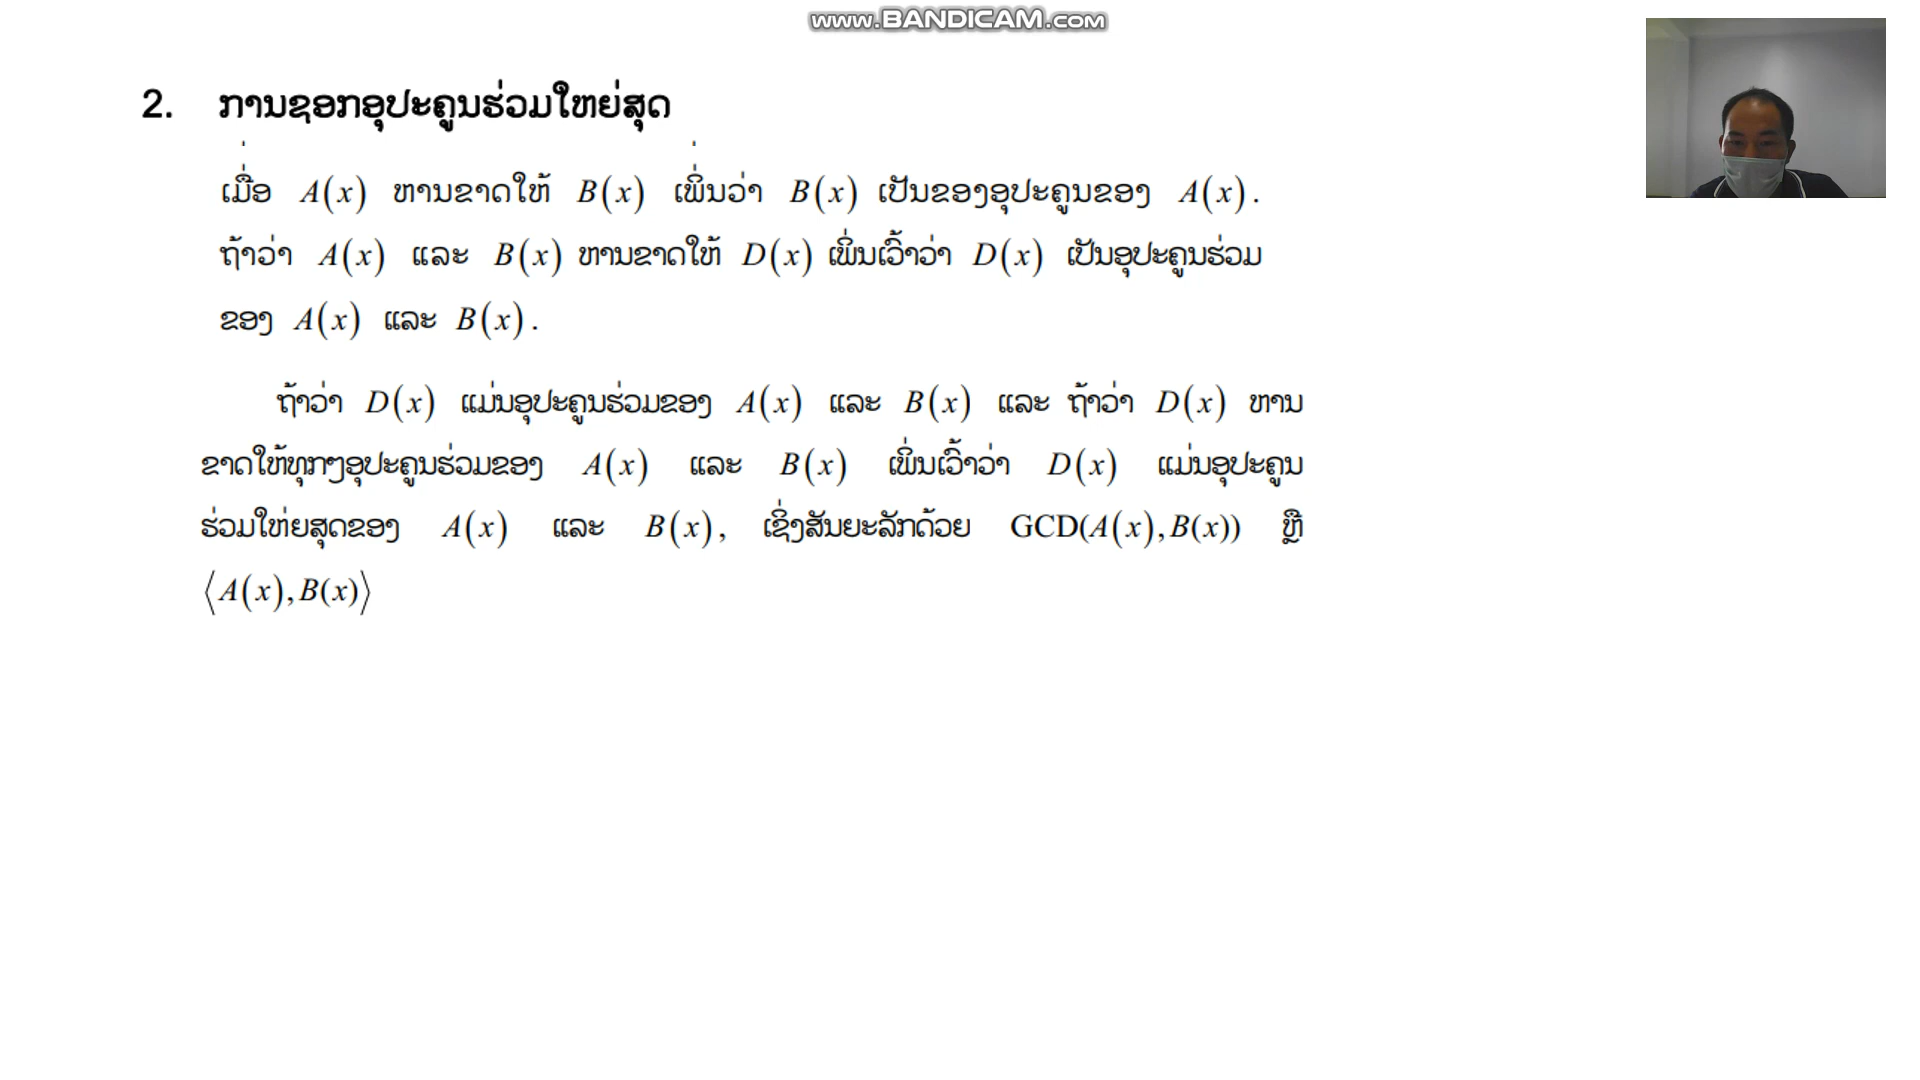 www.BANDICAM.com
2. ການຊອກອຸປະຄູນຮ່ວມໃຫຍ່ສຸດ
ເມື່ອ A(x) ຫານຂາດໃຫ້ B(x) ເພິ່ນວ່າ B(x) ເປັນຂອງອຸປະຄູນຂອງ A(x).
ຖ້າວ່າ A(x) ແລະ B(x) ຫານຂາດໃຫ້ D(x) ເພິ່ນເວົ້າວ່າ D(x) ເປັນອຸປະຄູນຮ່ວມ
ຂອງ A(x) ແລະ B(x).
ຖ້າວ່າ D(x) ແມ່ນອຸປະຄູນຮ່ວມຂອງ A(x) ແລະ B(x) ແລະ ຖ້າວ່າ D(x) ຫານ
ຂາດໃຫ້ທຸກໆອຸປະຄູນຮ່ວມຂອງ A(x) ແລະ B(x) ເພິ່ນເວົ້າວ່າ D(x) ແມ່ນອຸປະຄູນ
ຮ່ວມໃຫ່ຍສຸດຂອງ A(x) ແລະ B(x), ເຊິ່ງສັນຍະລັກດ້ວຍ GCD(A(x),B(x)) ຫຼື
⟨A(x),B(x)⟩